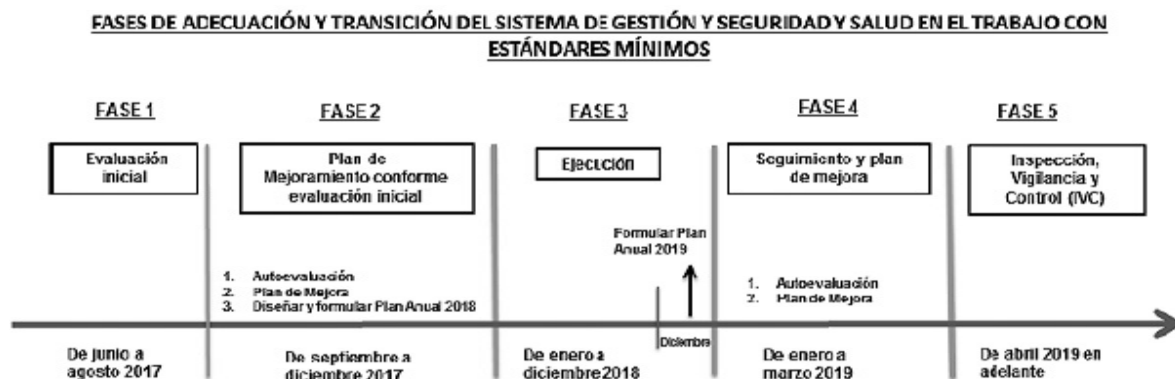 FASES DE ADECUACIÓN Y TRANSICIÓN DEL SISTEMA DE GESTIÓN Y SEGURIDAD Y SALUD EN EL TRABAJO CON
ESTÁNDARES MÍNIMOS
FASE 1
Evaluación
inicial
De junio a
agosto 2017
FASE 2
Plan de
Mejoramiento conforme
evaluación inicial
1. Autoevaluación
2. Plan de Mejora
3. Diseñar y formular Plan Anual 2018
De septiembre a
diciembre 2017
FASE 3
Ejecución
Formular Plan
Anual 2019
Diciembre
De enero a
diciembre 2018
FASE 4
Seguimiento y plan
de mejora
1. Autoevaluación
2. Plan de Mejora
De enero a
marzo 2019
FASE 5
Inspección,
Vigilancia y
Control (IVC)
De abril 2019 en
adelante